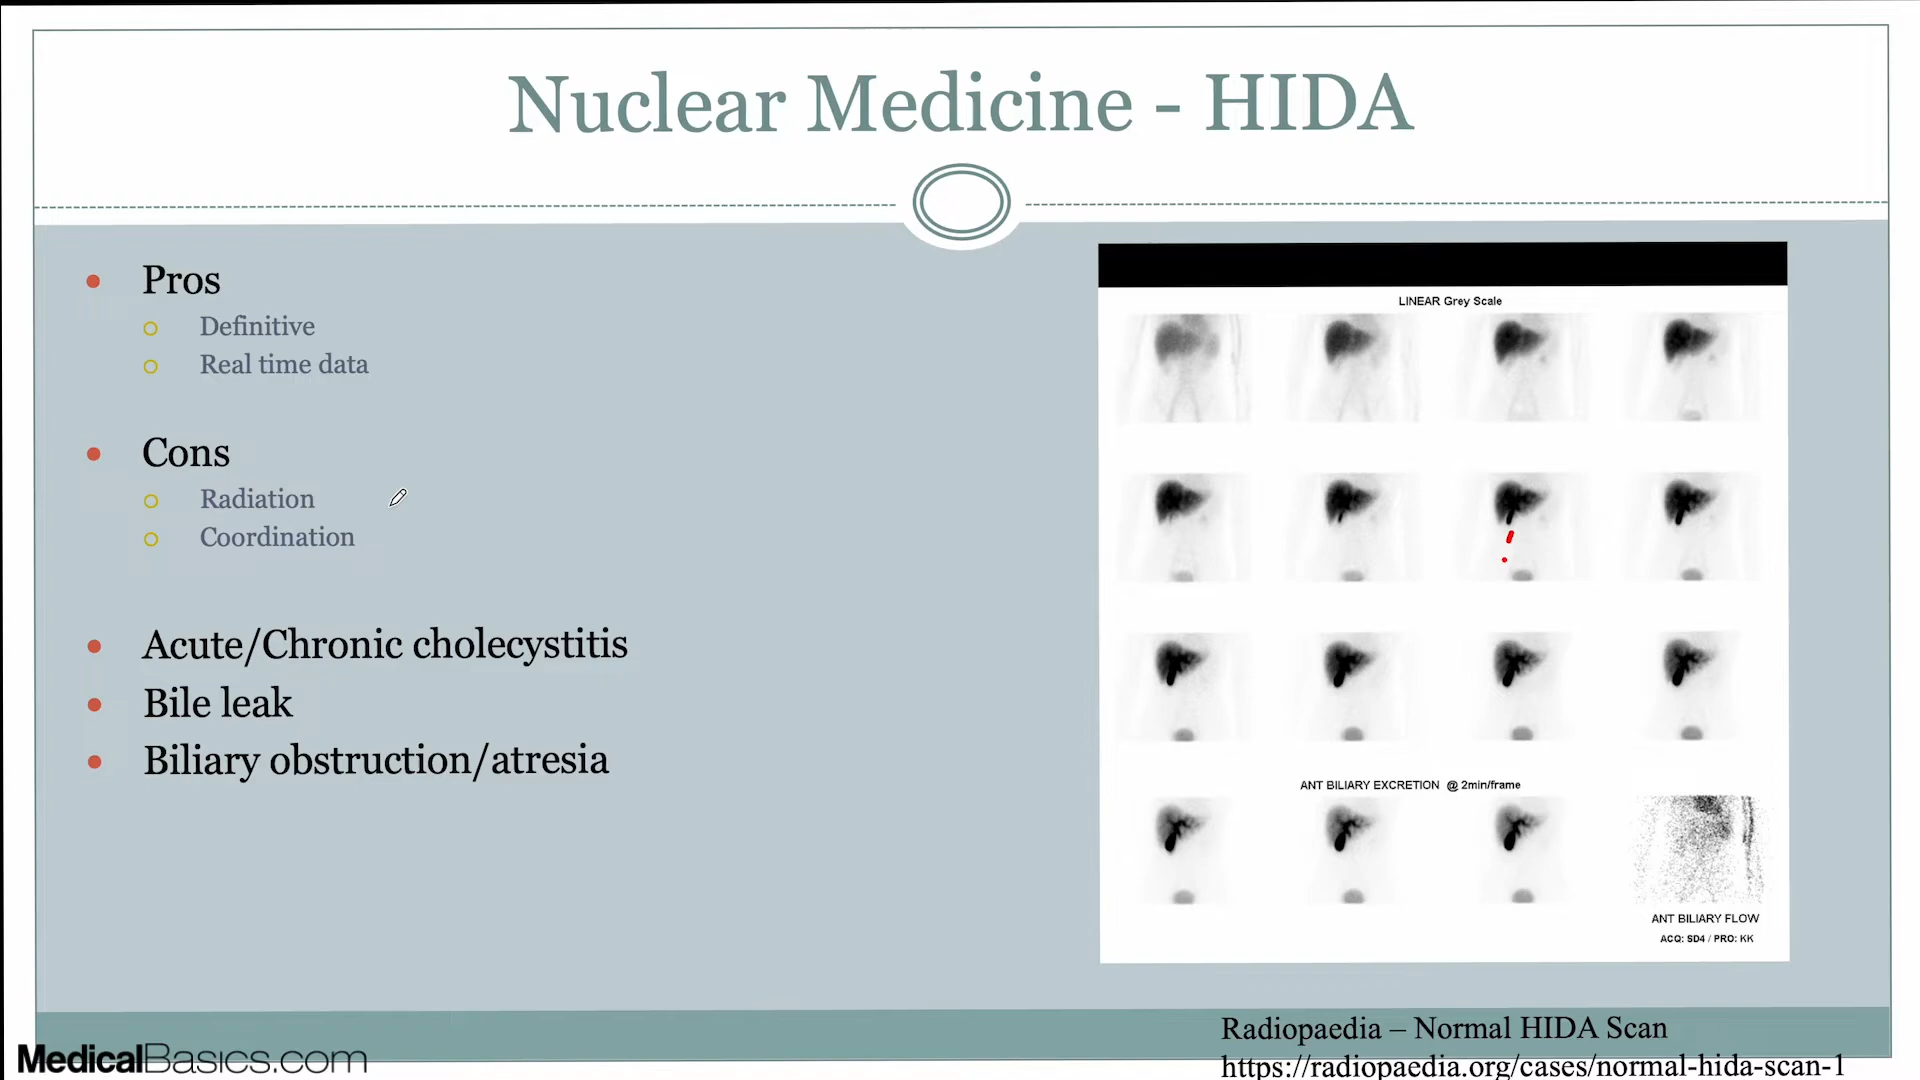 Nuclear Medicine - HIDA
Pros
Definitive
Real time data
Cons
Radiation
Coordination
Acute/Chronic cholecystitis
Bile leak
Biliary obstruction/atresia
LINEAR Grey Scale
ANT BILIARY EXCRETION @ 2min/frame
ANT BILIARY FLOW
ACQ: SD4 / PRO: KK
Radiopaedia – Normal HIDA Scan
https://radiopaedia.org/cases/normal-hida-scan-1
MedicalBasics.com